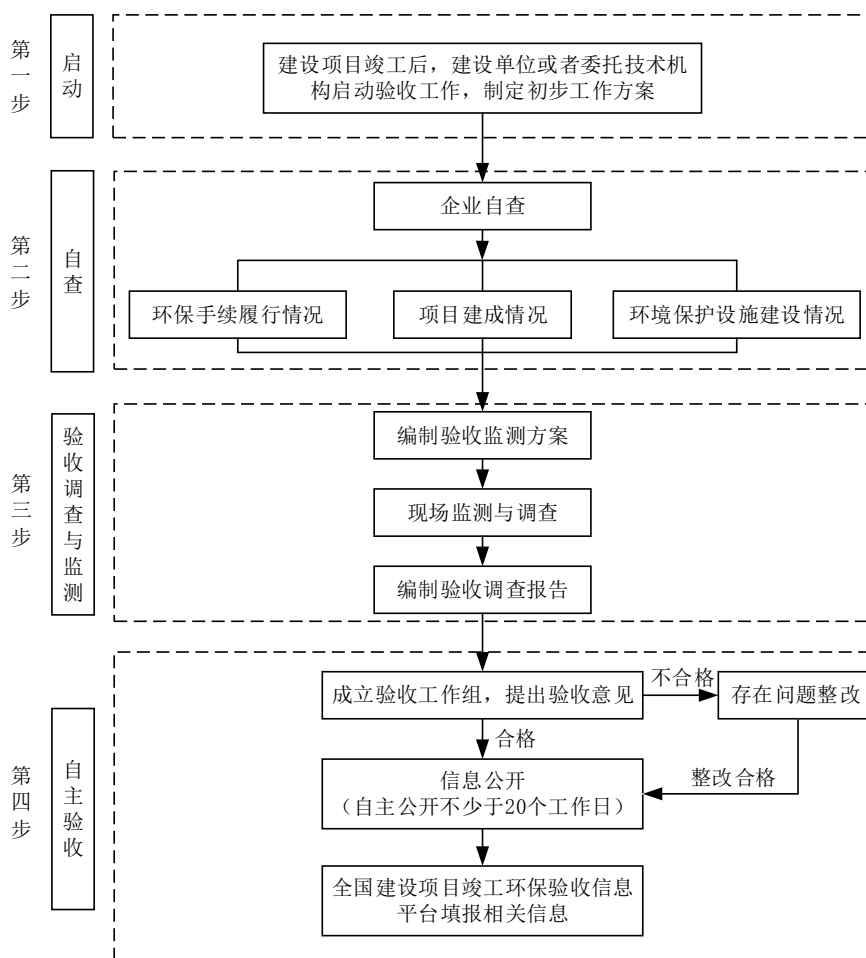 第一步
启动
建设项目竣工后，建设单位或者委托技术机
构启动验收工作，制定初步工作方案
第二步
自查
企业自查
环保手续履行情况
项目建成情况
环境保护设施建设情况
第三步
验收调查与监测
编制验收监测方案
现场监测与调查
编制验收调查报告
第四步
自主验收
成立验收工作组，提出验收意见
不合格
存在问题整改
合格
整改合格
信息公开
（自主公开不少于20个工作日）
全国建设项目竣工环保验收信息
平台填报相关信息